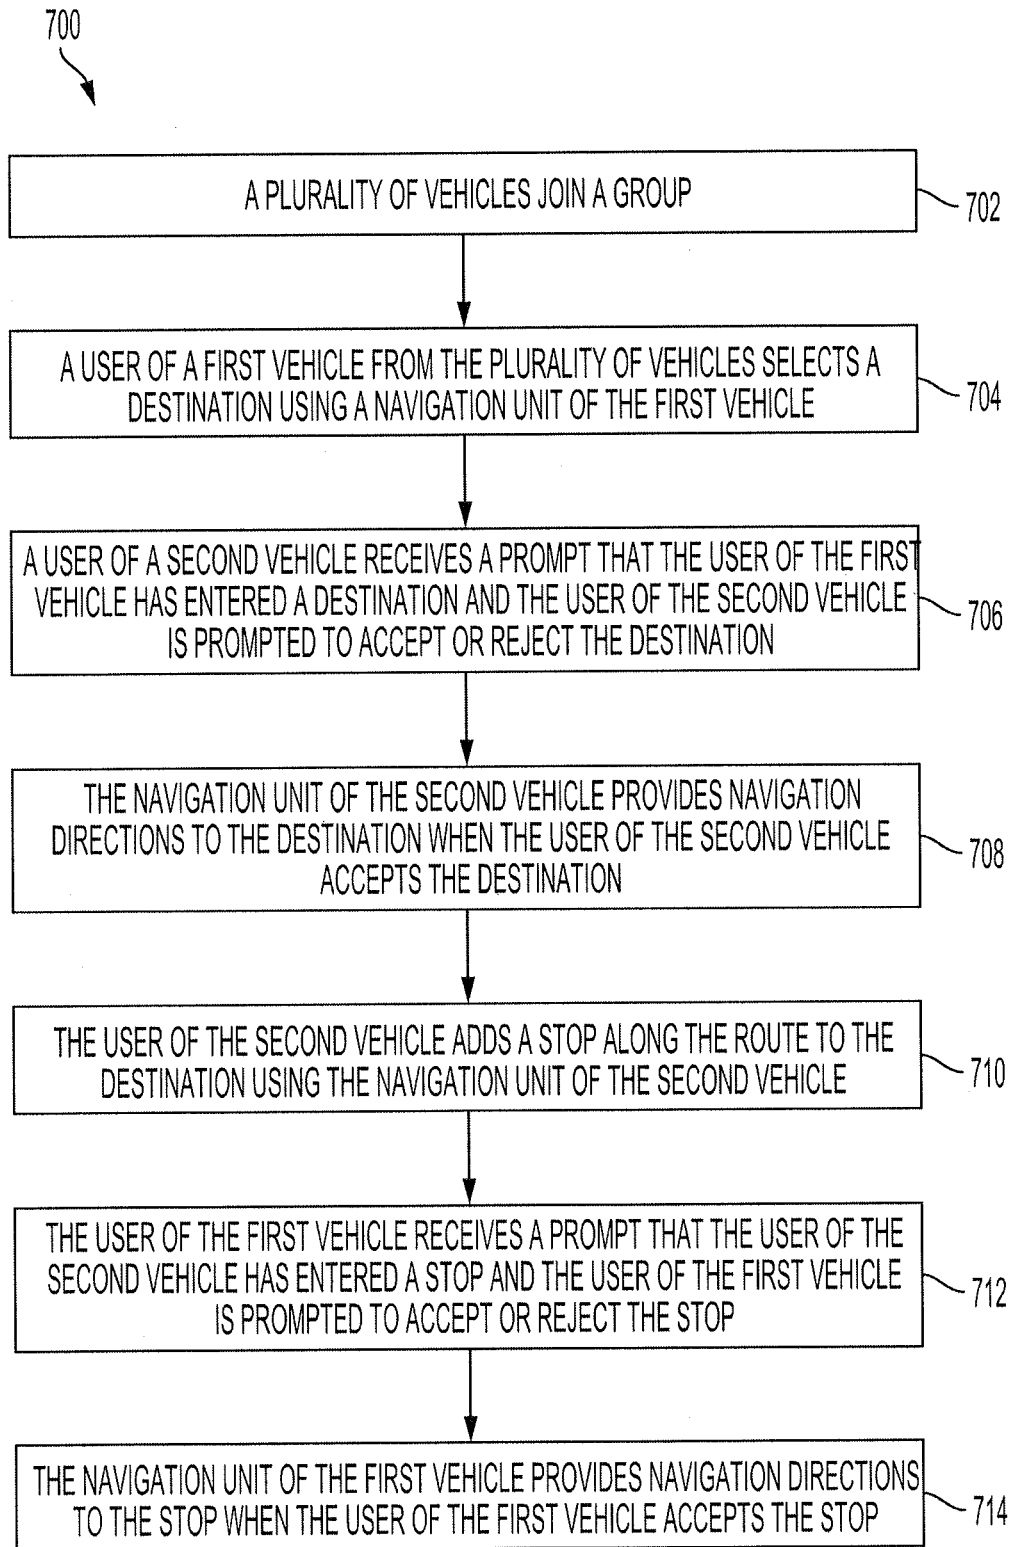 700
A PLURALITY OF VEHICLES JOIN A GROUP
702
A USER OF A FIRST VEHICLE FROM THE PLURALITY OF VEHICLES SELECTS A
DESTINATION USING A NAVIGATION UNIT OF THE FIRST VEHICLE
704
A USER OF A SECOND VEHICLE RECEIVES A PROMPT THAT THE USER OF THE FIRST
VEHICLE HAS ENTERED A DESTINATION AND THE USER OF THE SECOND VEHICLE
IS PROMPTED TO ACCEPT OR REJECT THE DESTINATION
706
THE NAVIGATION UNIT OF THE SECOND VEHICLE PROVIDES NAVIGATION
DIRECTIONS TO THE DESTINATION WHEN THE USER OF THE SECOND VEHICLE
ACCEPTS THE DESTINATION
708
THE USER OF THE SECOND VEHICLE ADDS A STOP ALONG THE ROUTE TO THE
DESTINATION USING THE NAVIGATION UNIT OF THE SECOND VEHICLE
710
THE USER OF THE FIRST VEHICLE RECEIVES A PROMPT THAT THE USER OF THE
SECOND VEHICLE HAS ENTERED A STOP AND THE USER OF THE FIRST VEHICLE
IS PROMPTED TO ACCEPT OR REJECT THE STOP
712
THE NAVIGATION UNIT OF THE FIRST VEHICLE PROVIDES NAVIGATION DIRECTIONS
TO THE STOP WHEN THE USER OF THE FIRST VEHICLE ACCEPTS THE STOP
714